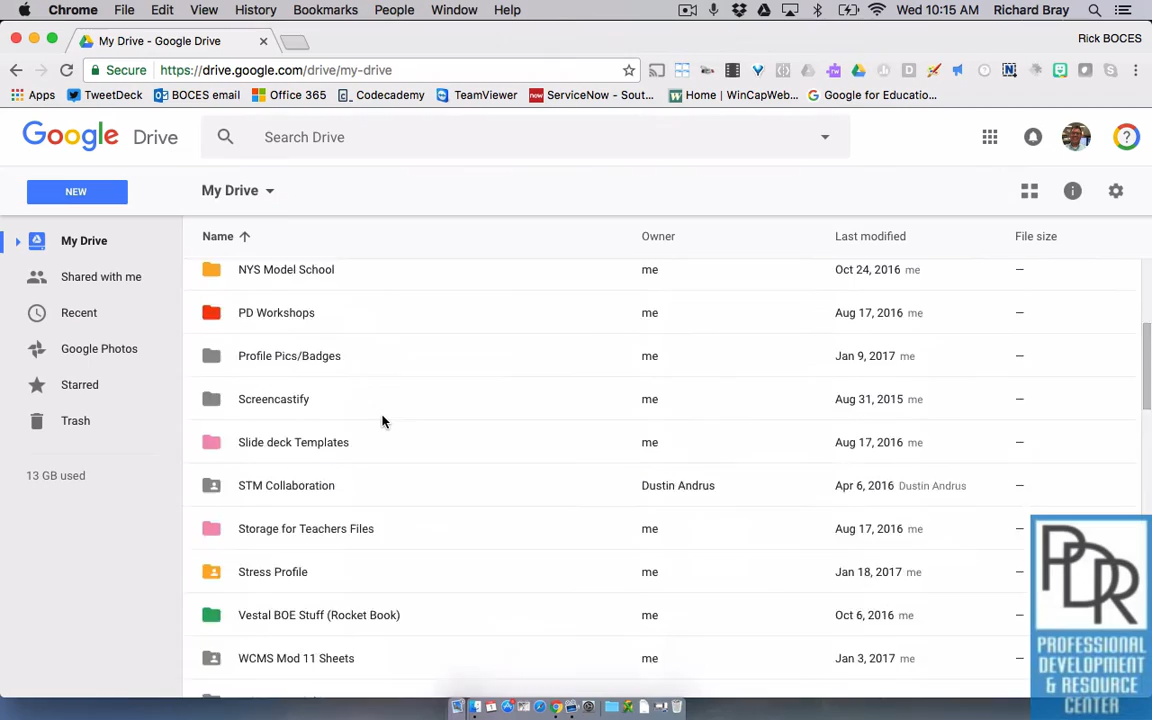 Chrome File Edit View History Bookmarks People Window Help Wed 10:15 AM Richard Bray
My Drive - Google Drive Rick BOCES
Secure https://drive.google.com/drive/my-drive
Apps TweetDeck BOCES email Office 365 Codecademy TeamViewer ServiceNow - Sout... Home | WinCapWeb... Google for Educatio...
Google Drive Search Drive
NEW My Drive
My Drive
Shared with me
Recent
Google Photos
Starred
Trash
13 GB used
Name Owner Last modified File size
NYS Model School me Oct 24, 2016 me —
PD Workshops me Aug 17, 2016 me —
Profile Pics/Badges me Jan 9, 2017 me —
Screencastify me Aug 31, 2015 me —
Slide deck Templates me Aug 17, 2016 me —
STM Collaboration Dustin Andrus Apr 6, 2016 Dustin Andrus —
Storage for Teachers Files me Aug 17, 2016 me —
Stress Profile me Jan 18, 2017 me
Vestal BOE Stuff (Rocket Book) me Oct 6, 2016 me
WCMS Mod 11 Sheets me Jan 3, 2017 me
PDRC
PROFESSIONAL
DEVELOPMENT
& RESOURCE
CENTER